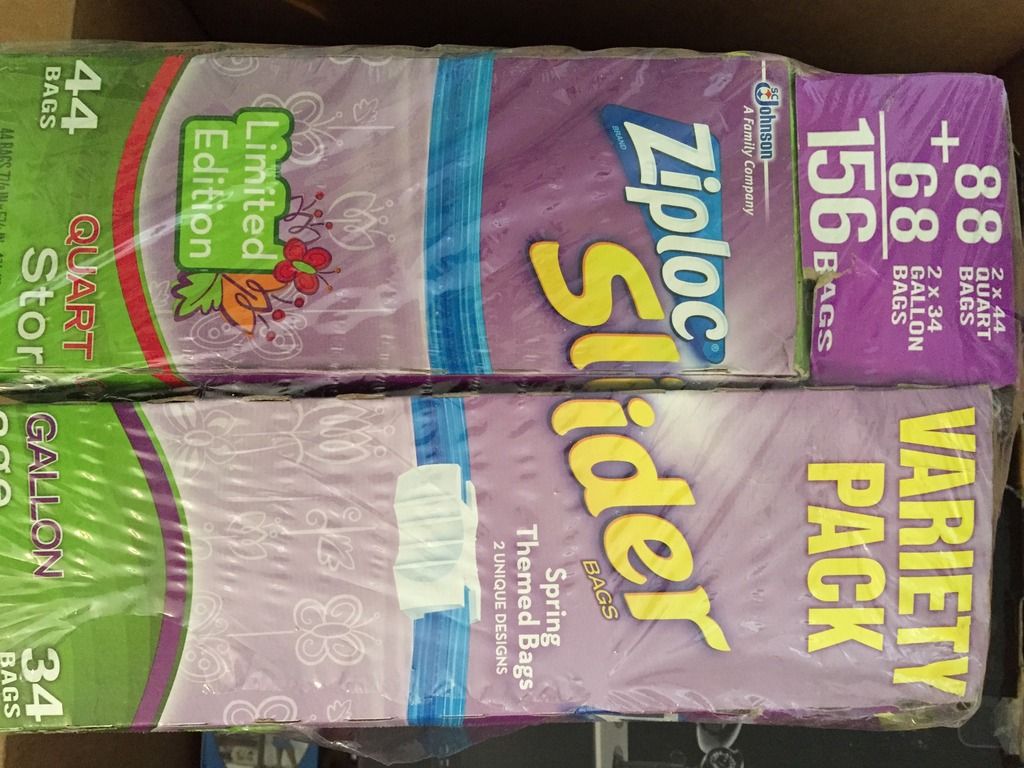 88 2 x 44
QUART
BAGS
+ 68 2 x 34
GALLON
BAGS
156 BAGS
VARIETY
PACK
SC Johnson
A Family Company
Ziploc®
BRAND
Slider
BAGS
Spring
Themed Bags
2 UNIQUE DESIGNS
Limited
Edition
44
BAGS
QUART
GALLON
34
BAGS